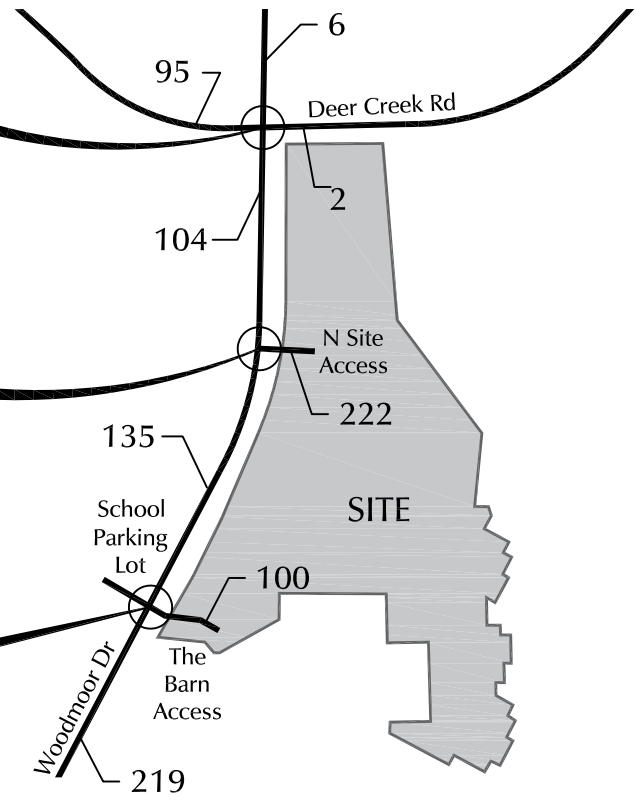 6
95
Deer Creek Rd
2
104
N Site
Access
222
135
SITE
School
Parking
Lot
100
The
Barn
Access
Woodmoor Dr
219